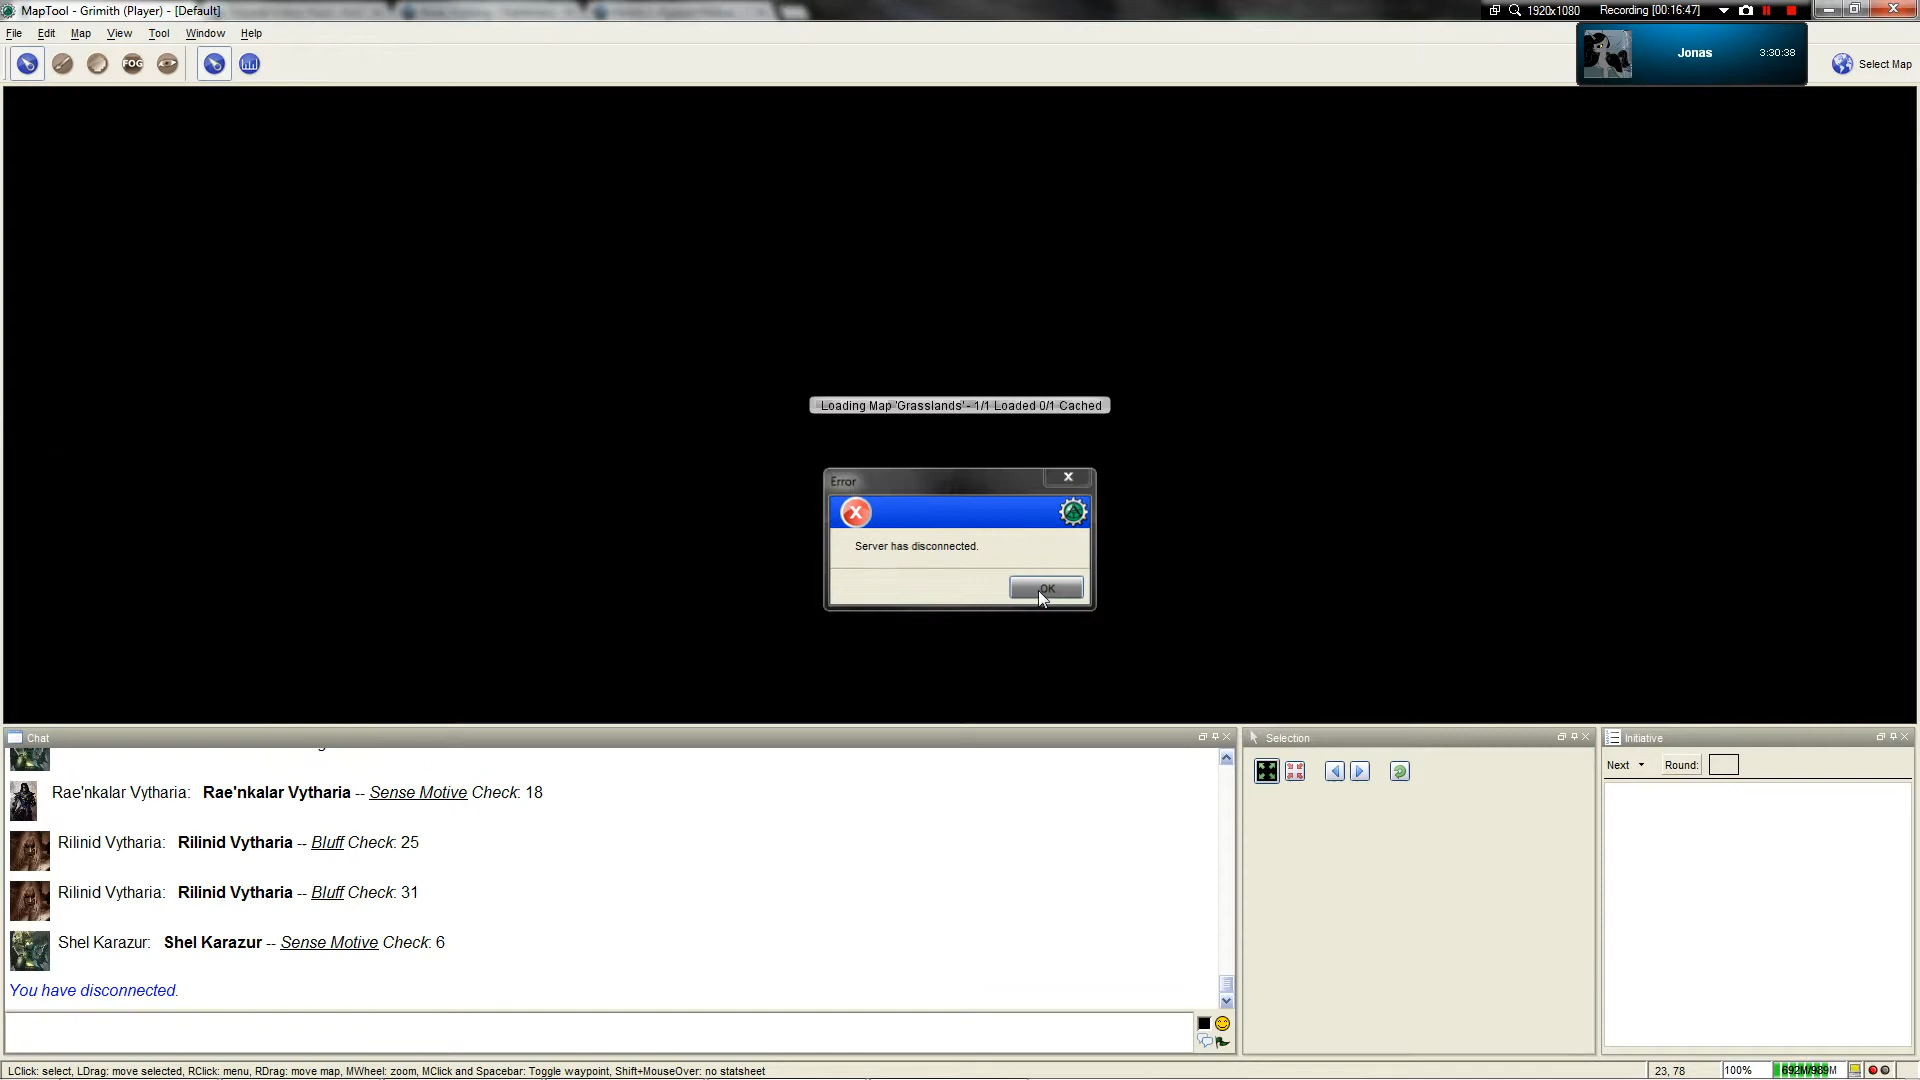 MapTool - Grimith (Player) - [Default]
1920x1080
Recording [00:16:47]
File Edit Map View Tool Window Help
FOG
Jonas
3:30:38
Select Map
Loading Map 'Grasslands' - 1/1 Loaded 0/1 Cached
Error
Server has disconnected.
OK
Chat
Rae'nkalar Vytharia: Rae'nkalar Vytharia -- Sense Motive Check: 18
Rilinid Vytharia: Rilinid Vytharia -- Bluff Check: 25
Rilinid Vytharia: Rilinid Vytharia -- Bluff Check: 31
Shel Karazur: Shel Karazur -- Sense Motive Check: 6
You have disconnected.
Selection
Initiative
Next
Round:
LClick: select, LDrag: move selected, RClick: menu, RDrag: move map, MWheel: zoom, MClick and Spacebar: Toggle waypoint, Shift+MouseOver: no statsheet
23, 78
100%
692M/989M